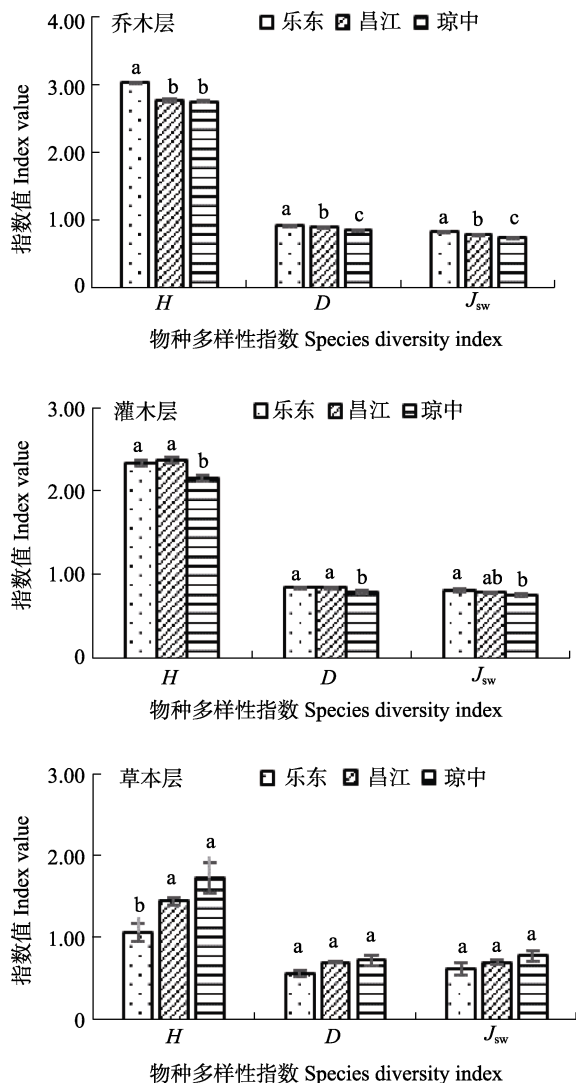 乔木层 乐东 昌江 琼中
4.00
3.00
2.00
1.00
0
指数值 Index value
a b b
a b c
a b c
H D Jsw
物种多样性指数 Species diversity index
灌木层 乐东 昌江 琼中
3.00
2.00
1.00
0
指数值 Index value
a a b
a a b
a ab b
H D Jsw
物种多样性指数 Species diversity index
草本层 乐东 昌江 琼中
3.00
2.00
1.00
0
指数值 Index value
b a a
a a a
a a a
H D Jsw
物种多样性指数 Species diversity index